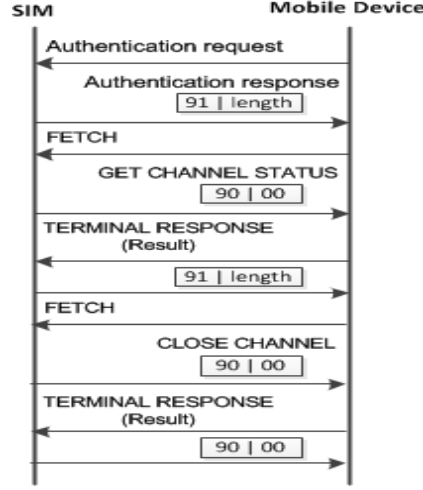 SIM Mobile Device
Authentication request
Authentication response
91 | length
FETCH
GET CHANNEL STATUS
90 | 00
TERMINAL RESPONSE
(Result)
91 | length
FETCH
CLOSE CHANNEL
90 | 00
TERMINAL RESPONSE
(Result)
90 | 00